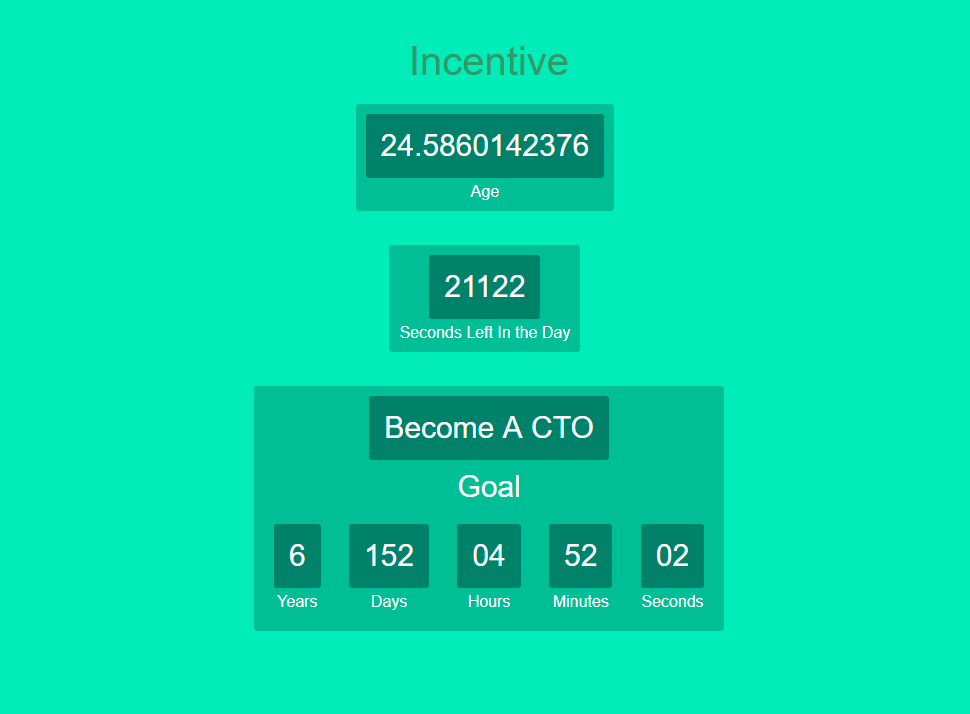 Incentive
24.5860142376
Age
21122
Seconds Left In the Day
Become A CTO
Goal
6 152 04 52 02
Years Days Hours Minutes Seconds